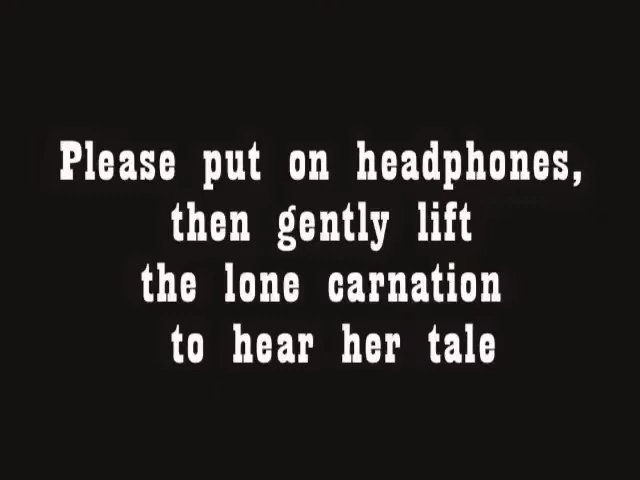 Please put on headphones,
then gently lift
the lone carnation
to hear her tale